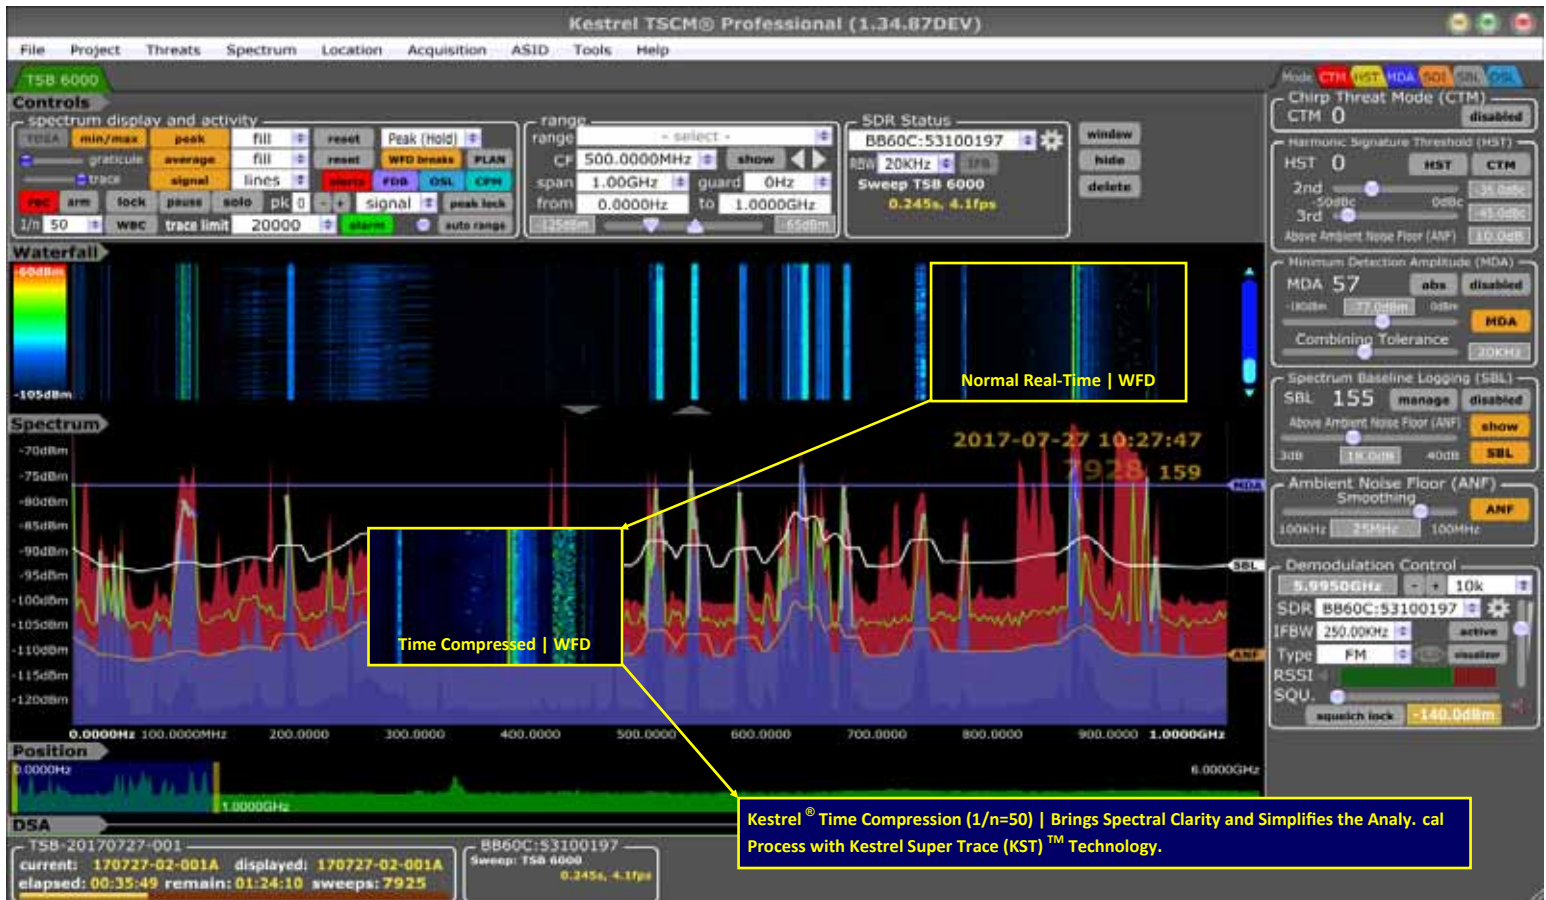 Kestrel TSCM® Professional (1.34.87DEV)
File Project Threats Spectrum Location Acquisition ASID Tools Help
TSB 6000
Mode CTM HST MDA SDI SBL OSL
Controls
spectrum display and activity
min/max peak fill reset Peak (Hold)
graticule average fill reset WFD breaks PLAN
trace signal lines alerts FDB OSL CPM
rec arm lock pause solo pk 0 - + signal peak lock
1/n 50 WBC trace limit 20000 alarm auto range
range
range - select -
CF 500.0000MHz show
span 1.00GHz guard 0Hz
from 0.0000Hz to 1.0000GHz
-125dBm -65dBm
SDR Status
BB60C:53100197
RBW 20KHz IFB
Sweep TSB 6000
0.245s, 4.1fps
window
hide
delete
Chirp Threat Mode (CTM)
CTM 0 disabled
Harmonic Signature Threshold (HST)
HST 0 HST CTM
2nd -35.0dBc
-50dBc 0dBc
3rd -45.0dBc
Above Ambient Noise Floor (ANF) 10.0dB
Minimum Detection Amplitude (MDA)
MDA 57 abs disabled
-180dBm -77.0dBm 0dBm
MDA
Combining Tolerance
20KHz
Spectrum Baseline Logging (SBL)
SBL 155 manage disabled
Above Ambient Noise Floor (ANF) show
3dB 18.0dB 40dB SBL
Ambient Noise Floor (ANF)
Smoothing
ANF
100KHz 25MHz 100MHz
Demodulation Control
5.9950GHz - + 10k
SDR BB60C:53100197
IFBW 250.00KHz active
Type FM visualizer
RSSI
SQU.
squelch lock -140.0dBm
Waterfall
-60dBm
-105dBm
Normal Real-Time | WFD
Spectrum
2017-07-27 10:27:47
7928 159
-70dBm
-75dBm
-80dBm
-85dBm
-90dBm
-95dBm
-100dBm
-105dBm
-110dBm
-115dBm
-120dBm
MDA
SBL
ANF
Time Compressed | WFD
0.0000Hz 100.0000MHz 200.0000 300.0000 400.0000 500.0000 600.0000 700.0000 800.0000 900.0000 1.0000GHz
Position
0.0000Hz 6.0000GHz
1.0000GHz
Kestrel ® Time Compression (1/n=50) | Brings Spectral Clarity and Simplifies the Analy. cal
Process with Kestrel Super Trace (KST) ™ Technology.
DSA
TSB-20170727-001
current: 170727-02-001A displayed: 170727-02-001A
elapsed: 00:35:49 remain: 01:24:10 sweeps: 7925
BB60C:53100197
Sweep: TSB 6000
0.245s, 4.1fps